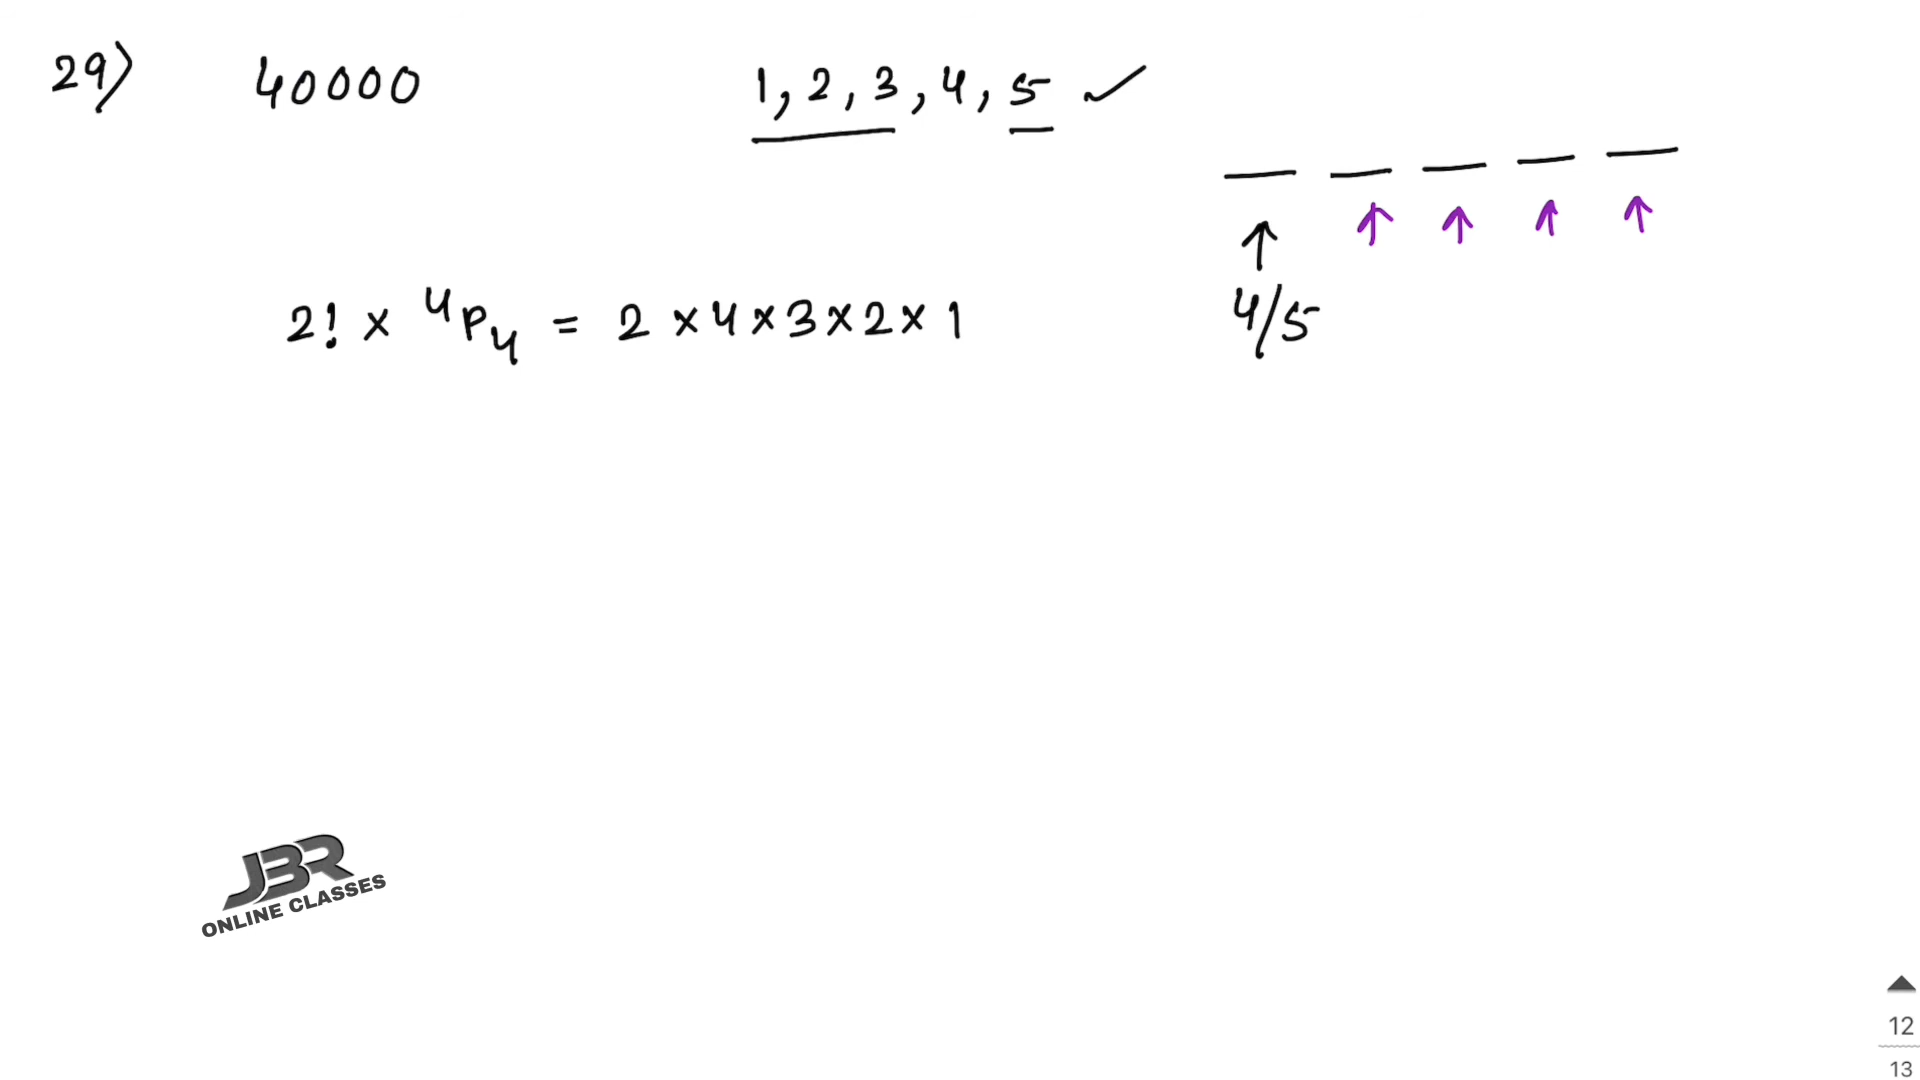 29) 40000 1, 2, 3, 4, 5 ✓
2! × ⁴P₄ = 2 × 4 × 3 × 2 × 1
4/5
JBR
ONLINE CLASSES
12
13